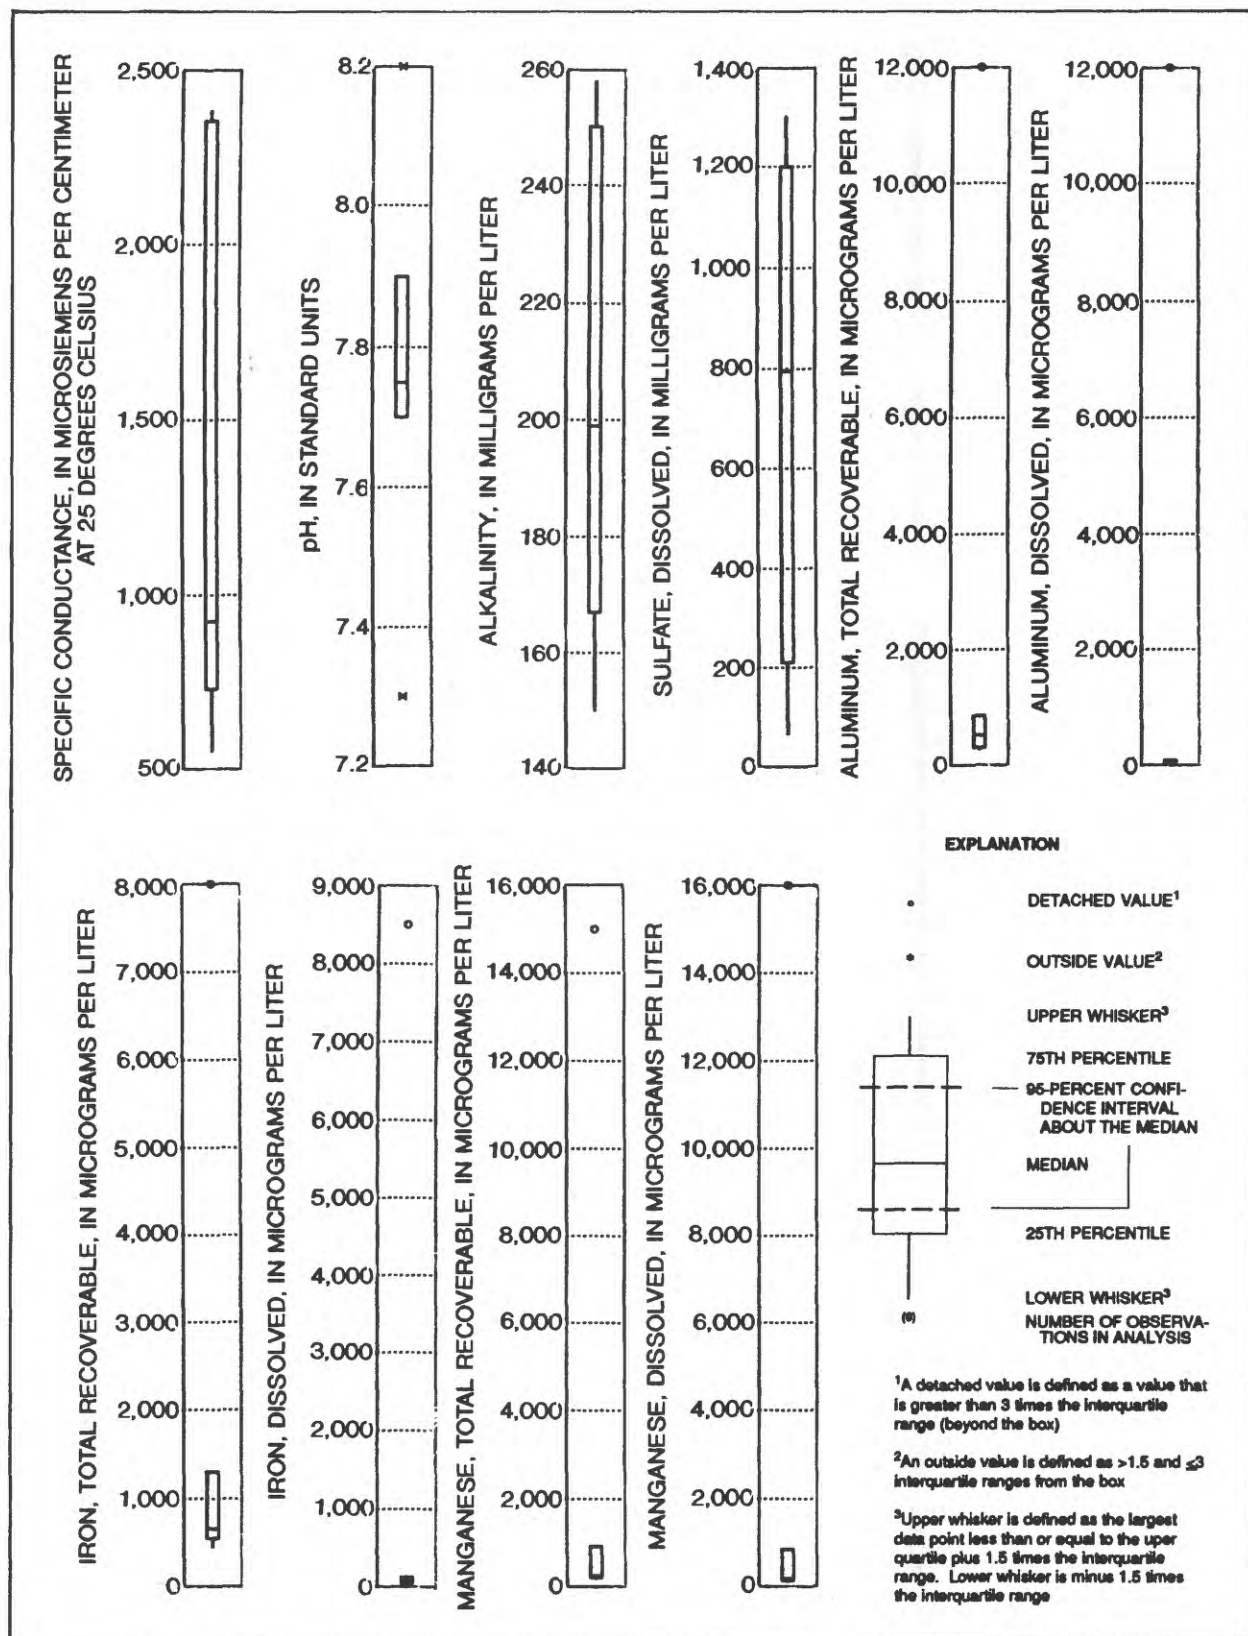 SPECIFIC CONDUCTANCE, IN MICROSIEMENS PER CENTIMETER
AT 25 DEGREES CELSIUS
2,500
2,000
1,500
1,000
500
pH, IN STANDARD UNITS
8.2
8.0
7.8
7.6
7.4
7.2
ALKALINITY, IN MILLIGRAMS PER LITER
260
240
220
200
180
160
140
SULFATE, DISSOLVED, IN MILLIGRAMS PER LITER
1,400
1,200
1,000
800
600
400
200
0
ALUMINUM, TOTAL RECOVERABLE, IN MICROGRAMS PER LITER
12,000
10,000
8,000
6,000
4,000
2,000
0
ALUMINUM, DISSOLVED, IN MICROGRAMS PER LITER
12,000
10,000
8,000
6,000
4,000
2,000
0
IRON, TOTAL RECOVERABLE, IN MICROGRAMS PER LITER
8,000
7,000
6,000
5,000
4,000
3,000
2,000
1,000
0
IRON, DISSOLVED, IN MICROGRAMS PER LITER
9,000
8,000
7,000
6,000
5,000
4,000
3,000
2,000
1,000
0
MANGANESE, TOTAL RECOVERABLE, IN MICROGRAMS PER LITER
16,000
14,000
12,000
10,000
8,000
6,000
4,000
2,000
0
MANGANESE, DISSOLVED, IN MICROGRAMS PER LITER
16,000
14,000
12,000
10,000
8,000
6,000
4,000
2,000
0
EXPLANATION
DETACHED VALUE¹
OUTSIDE VALUE²
UPPER WHISKER³
75TH PERCENTILE
95-PERCENT CONFI-
DENCE INTERVAL
ABOUT THE MEDIAN
MEDIAN
25TH PERCENTILE
LOWER WHISKER³
NUMBER OF OBSERVA-
TIONS IN ANALYSIS
¹A detached value is defined as a value that
is greater than 3 times the interquartile
range (beyond the box)
²An outside value is defined as >1.5 and ≤3
interquartile ranges from the box
³Upper whisker is defined as the largest
data point less than or equal to the uper
quartile plus 1.5 times the interquartile
range. Lower whisker is minus 1.5 times
the interquartile range